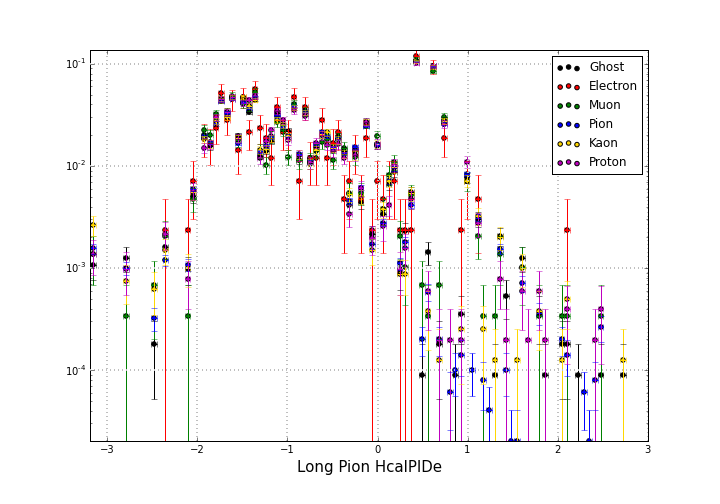 10⁻¹
10⁻²
10⁻³
10⁻⁴
−3
−2
−1
0
1
2
3
Long Pion HcalPIDe
Ghost
Electron
Muon
Pion
Kaon
Proton